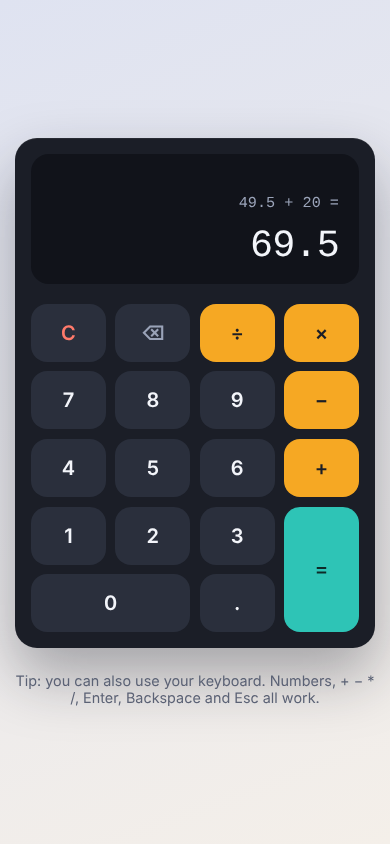 49.5 + 20 =
69.5
C ⌫ ÷ ×
7 8 9 −
4 5 6 +
1 2 3 =
0 .
Tip: you can also use your keyboard. Numbers, + − *
/, Enter, Backspace and Esc all work.